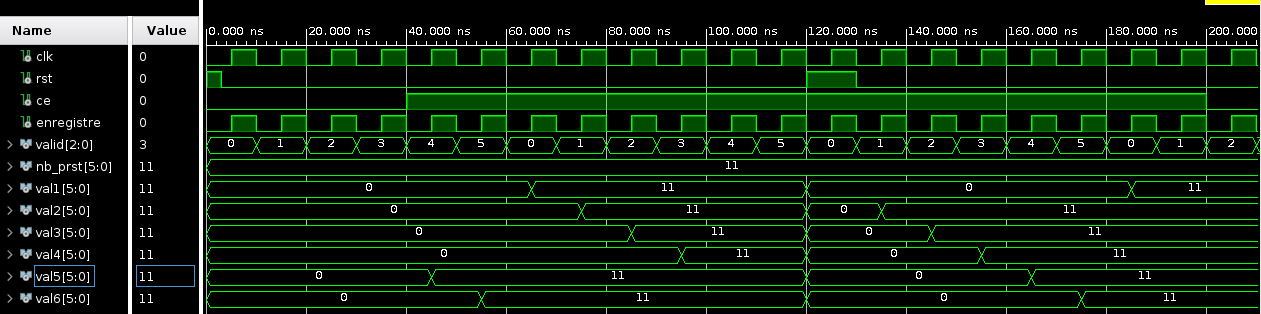 Name Value 0.000 ns 20.000 ns 40.000 ns 60.000 ns 80.000 ns 100.000 ns 120.000 ns 140.000 ns 160.000 ns 180.000 ns 200.000
clk 0
rst 0
ce 0
enregistre 0
valid[2:0] 3 0 1 2 3 4 5 0 1 2 3 4 5 0 1 2 3 4 5 0 1 2
nb_prst[5:0] 11 11
val1[5:0] 11 0 11 0 11
val2[5:0] 11 0 11 0 11
val3[5:0] 11 0 11 0 11
val4[5:0] 11 0 11 0 11
val5[5:0] 11 0 11 0 11
val6[5:0] 11 0 11 0 11